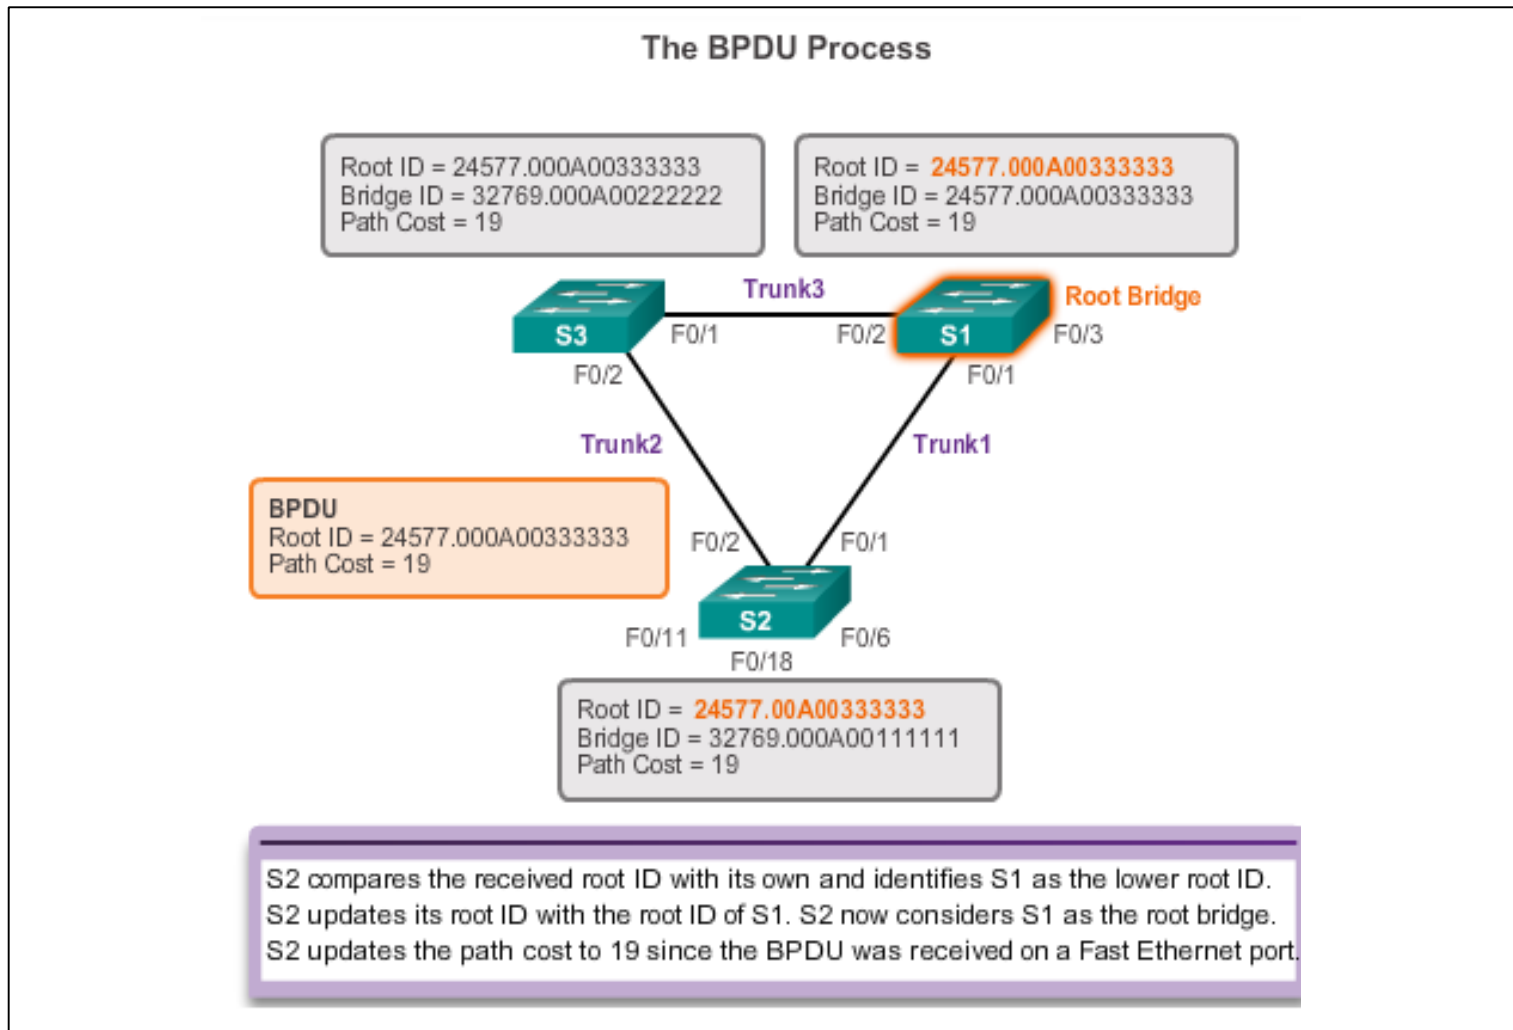 The BPDU Process
Root ID = 24577.000A00333333
Bridge ID = 32769.000A00222222
Path Cost = 19
Root ID = 24577.000A00333333
Bridge ID = 24577.000A00333333
Path Cost = 19
Trunk3
Root Bridge
S3
F0/1
F0/2
S1
F0/3
F0/2
F0/1
Trunk2
Trunk1
BPDU
Root ID = 24577.000A00333333
Path Cost = 19
F0/2
F0/1
S2
F0/11
F0/6
F0/18
Root ID = 24577.00A00333333
Bridge ID = 32769.000A00111111
Path Cost = 19
S2 compares the received root ID with its own and identifies S1 as the lower root ID.
S2 updates its root ID with the root ID of S1. S2 now considers S1 as the root bridge.
S2 updates the path cost to 19 since the BPDU was received on a Fast Ethernet port.